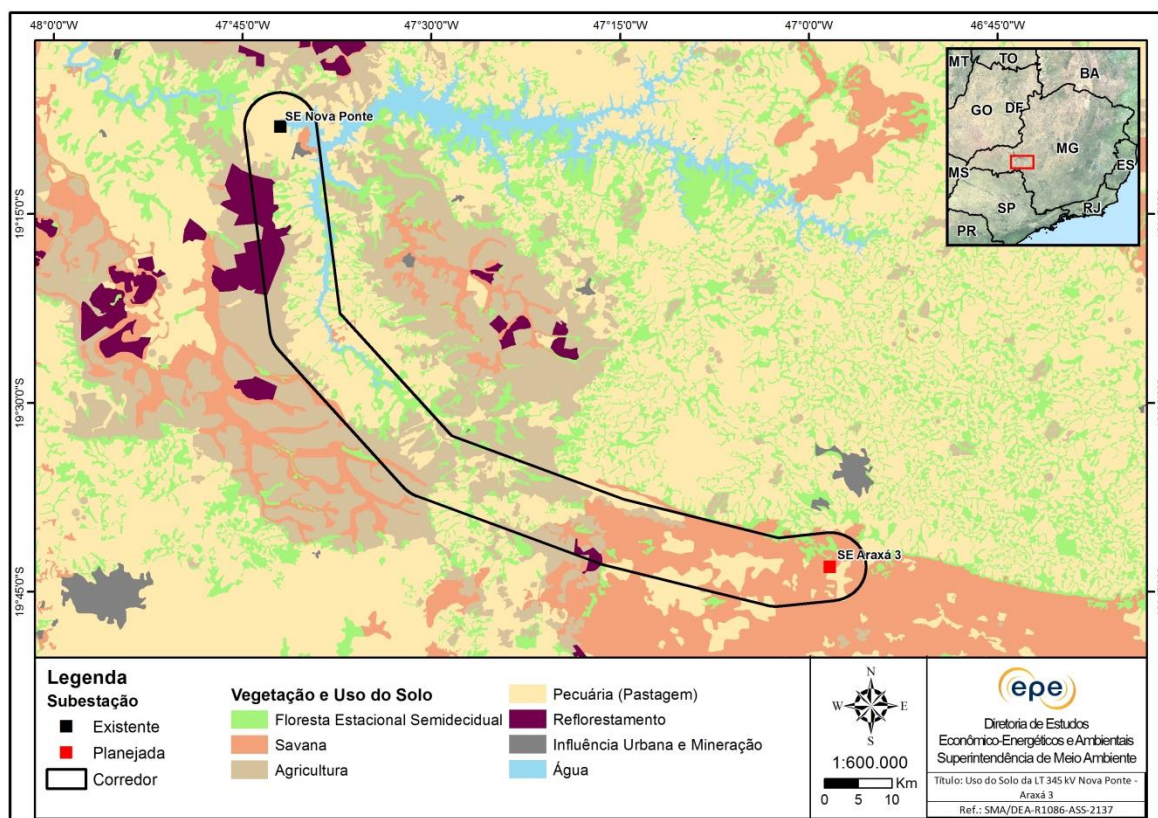 48°0'0"W
47°45'0"W
47°30'0"W
47°15'0"W
47°0'0"W
46°45'0"W
MT
TO
BA
GO
DF
MG
ES
MS
SP
RJ
PR
SE Nova Ponte
19°15'0"S
19°30'0"S
SE Araxá 3
19°45'0"S
Legenda
Subestação
Existente
Planejada
Corredor
Vegetação e Uso do Solo
Floresta Estacional Semidecidual
Savana
Agricultura
Pecuária (Pastagem)
Reflorestamento
Influência Urbana e Mineração
Água
N
W
E
S
1:600.000
Km
0 5 10
epe
Diretoria de Estudos
Econômico-Energéticos e Ambientais
Superintendência de Meio Ambiente
Título: Uso do Solo da LT 345 kV Nova Ponte -
Araxá 3
Ref.: SMA/DEA-R1086-ASS-2137